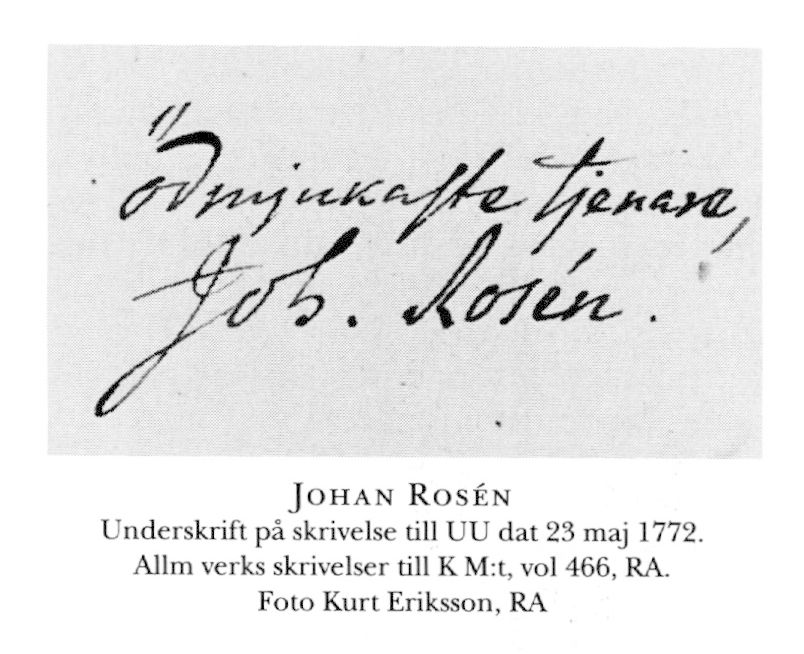 ödmjukaste tjenare,
Joh. Rosén.
JOHAN ROSÉN
Underskrift på skrivelse till UU dat 23 maj 1772.
Allm verks skrivelser till K M:t, vol 466, RA.
Foto Kurt Eriksson, RA